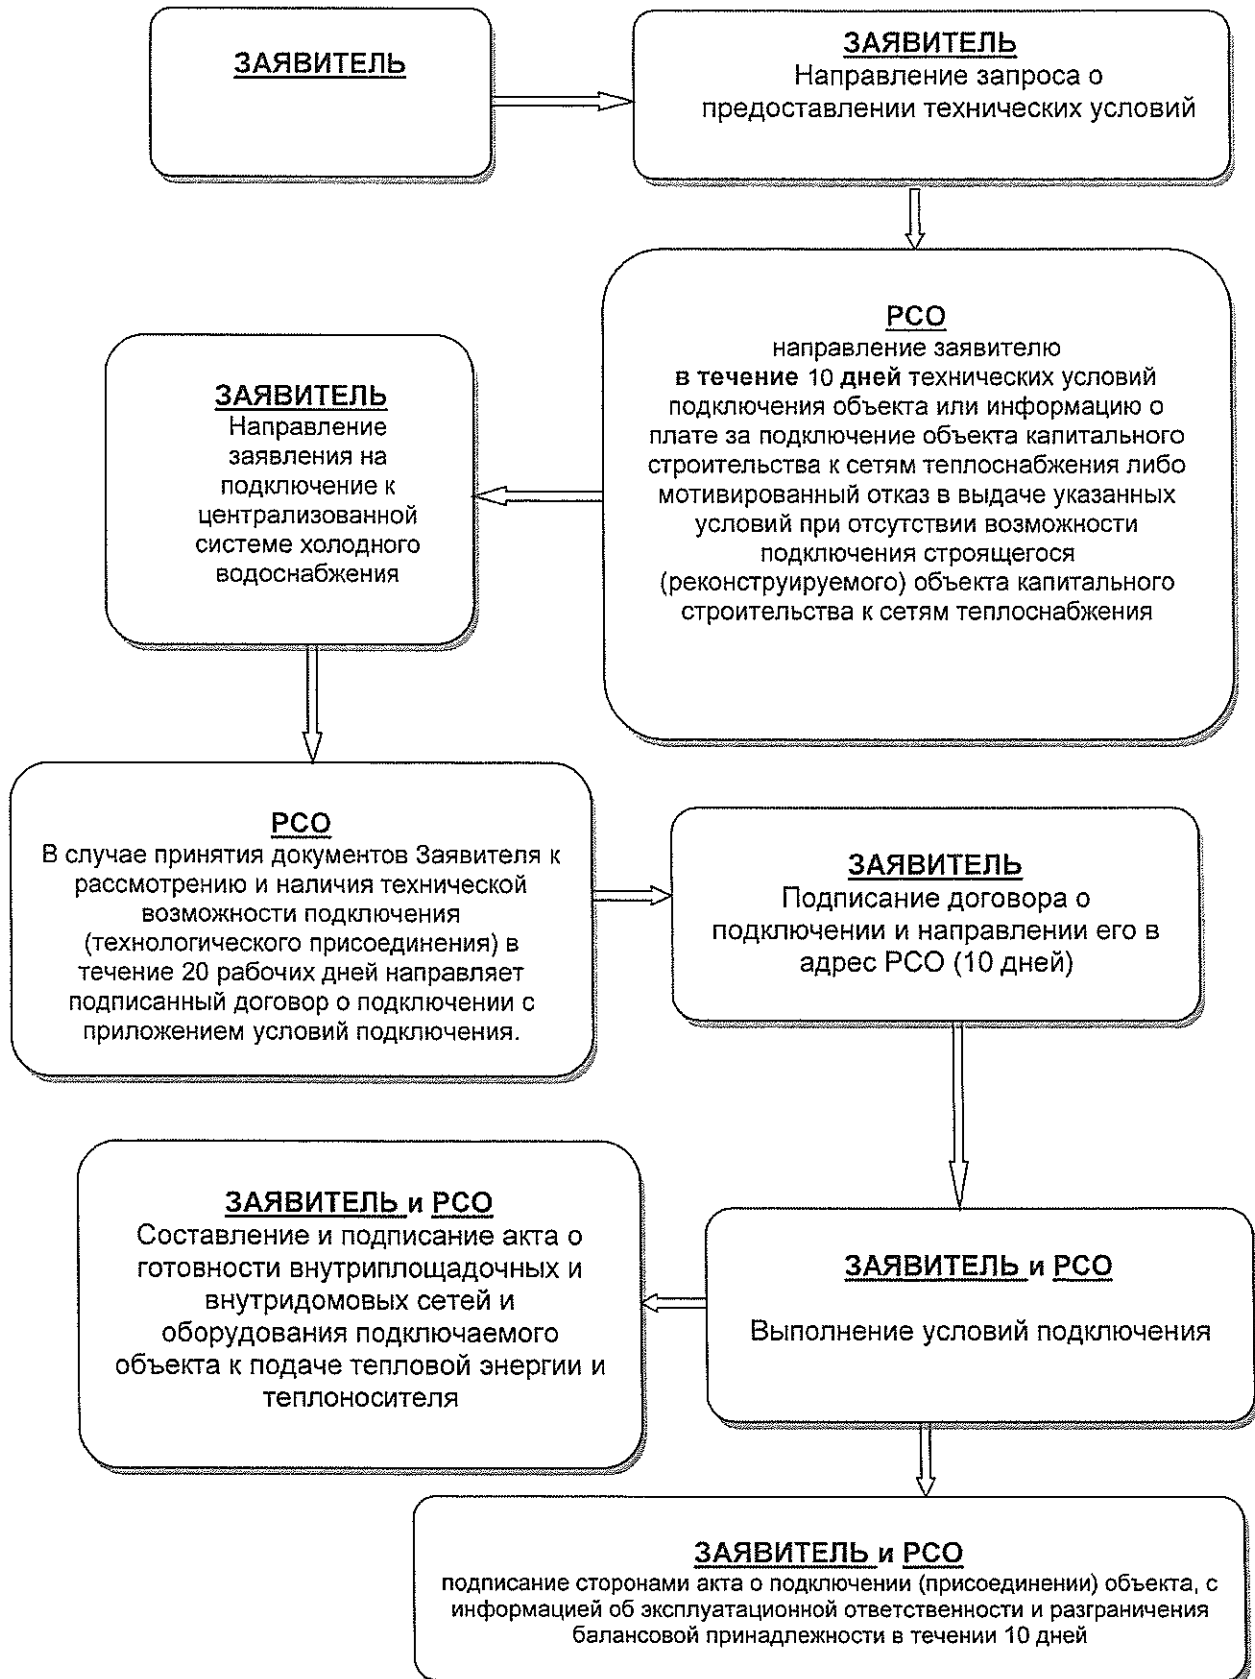 ЗАЯВИТЕЛЬ
ЗАЯВИТЕЛЬ
Направление запроса о
предоставлении технических условий
РСО
направление заявителю
в течение 10 дней технических условий
подключения объекта или информацию о
плате за подключение объекта капитального
строительства к сетям теплоснабжения либо
мотивированный отказ в выдаче указанных
условий при отсутствии возможности
подключения строящегося
(реконструируемого) объекта капитального
строительства к сетям теплоснабжения
ЗАЯВИТЕЛЬ
Направление
заявления на
подключение к
централизованной
системе холодного
водоснабжения
РСО
В случае принятия документов Заявителя к
рассмотрению и наличия технической
возможности подключения
(технологического присоединения) в
течение 20 рабочих дней направляет
подписанный договор о подключении с
приложением условий подключения.
ЗАЯВИТЕЛЬ
Подписание договора о
подключении и направлении его в
адрес РСО (10 дней)
ЗАЯВИТЕЛЬ и РСО
Выполнение условий подключения
ЗАЯВИТЕЛЬ и РСО
Составление и подписание акта о
готовности внутриплощадочных и
внутридомовых сетей и
оборудования подключаемого
объекта к подаче тепловой энергии и
теплоносителя
ЗАЯВИТЕЛЬ и РСО
подписание сторонами акта о подключении (присоединении) объекта, с
информацией об эксплуатационной ответственности и разграничения
балансовой принадлежности в течении 10 дней